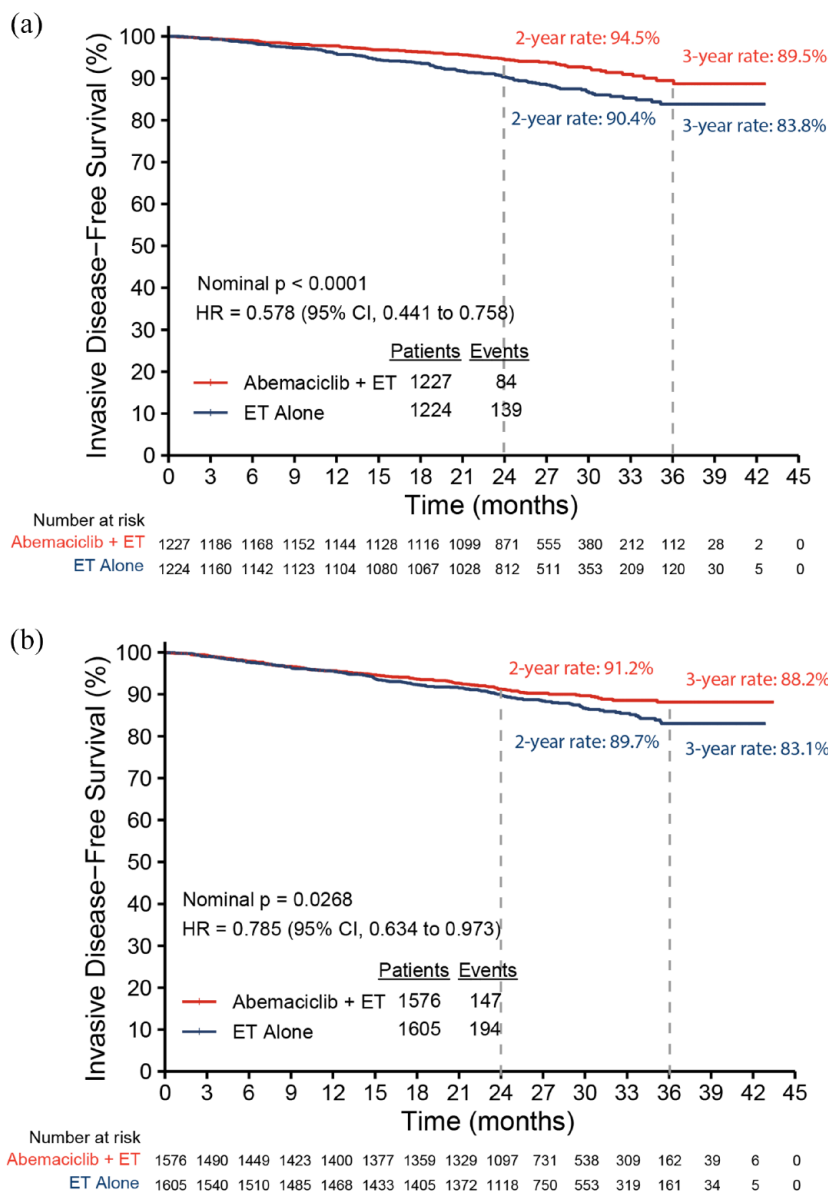 (a)
Invasive Disease−Free Survival (%)
100
90
80
70
60
50
40
30
20
10
0
2-year rate: 94.5%
3-year rate: 89.5%
2-year rate: 90.4%
3-year rate: 83.8%
Nominal p < 0.0001
HR = 0.578 (95% CI, 0.441 to 0.758)
Patients Events
Abemaciclib + ET 1227 84
ET Alone 1224 139
0 3 6 9 12 15 18 21 24 27 30 33 36 39 42 45
Time (months)
Number at risk
Abemaciclib + ET 1227 1186 1168 1152 1144 1128 1116 1099 871 555 380 212 112 28 2 0
ET Alone 1224 1160 1142 1123 1104 1080 1067 1028 812 511 353 209 120 30 5 0
(b)
Invasive Disease−Free Survival (%)
100
90
80
70
60
50
40
30
20
10
0
2-year rate: 91.2%
3-year rate: 88.2%
2-year rate: 89.7%
3-year rate: 83.1%
Nominal p = 0.0268
HR = 0.785 (95% CI, 0.634 to 0.973)
Patients Events
Abemaciclib + ET 1576 147
ET Alone 1605 194
0 3 6 9 12 15 18 21 24 27 30 33 36 39 42 45
Time (months)
Number at risk
Abemaciclib + ET 1576 1490 1449 1423 1400 1377 1359 1329 1097 731 538 309 162 39 6 0
ET Alone 1605 1540 1510 1485 1468 1433 1405 1372 1118 750 553 319 161 34 5 0